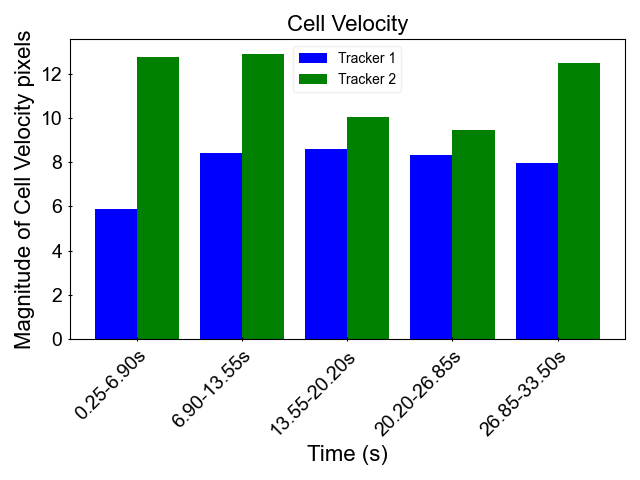 Cell Velocity
Magnitude of Cell Velocity pixels
Tracker 1
Tracker 2
12
10
8
6
4
2
0
0.25-6.90s
6.90-13.55s
13.55-20.20s
20.20-26.85s
26.85-33.50s
Time (s)